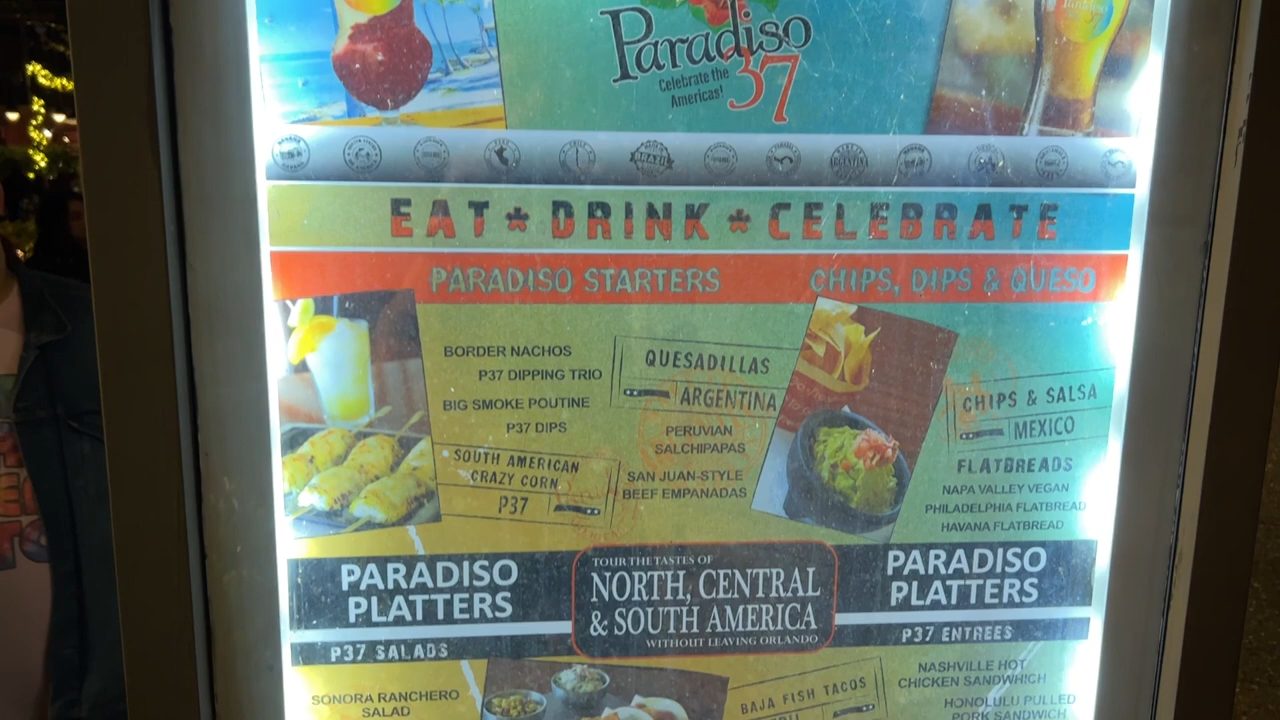 Paradiso
37
Celebrate the
Americas!
BRAZIL
ARGENTINA
EAT * DRINK * CELEBRATE
PARADISO STARTERS
CHIPS, DIPS & QUESO
BORDER NACHOS
P37 DIPPING TRIO
BIG SMOKE POUTINE
P37 DIPS
SOUTH AMERICAN
CRAZY CORN
P37
QUESADILLAS
ARGENTINA
PERUVIAN
SALCHIPAPAS
SAN JUAN-STYLE
BEEF EMPANADAS
CHIPS & SALSA
MEXICO
FLATBREADS
NAPA VALLEY VEGAN
PHILADELPHIA FLATBREAD
HAVANA FLATBREAD
PARADISO
PLATTERS
TOUR THE TASTES OF
NORTH, CENTRAL
& SOUTH AMERICA
WITHOUT LEAVING ORLANDO
PARADISO
PLATTERS
P37 SALADS
P37 ENTREES
SONORA RANCHERO
SALAD
BAJA FISH TACOS
NASHVILLE HOT
CHICKEN SANDWHICH
HONOLULU PULLED
PORK SANDWICH